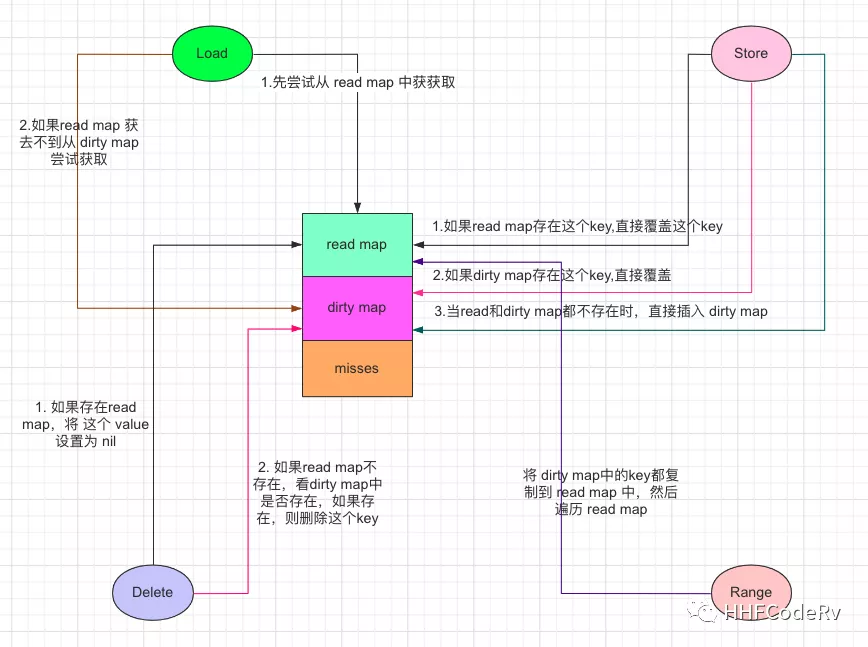 Load
Store
1.先尝试从 read map 中获获取
2.如果read map 获
去不到从 dirty map
尝试获取
1.如果read map存在这个key,直接覆盖这个key
read map
2.如果dirty map存在这个key,直接覆盖
dirty map
3.当read和dirty map都不存在时，直接插入 dirty map
misses
1. 如果存在read
map，将 这个 value
设置为 nil
2. 如果read map不
存在，看dirty map中
是否存在，如果存
在，则删除这个key
将 dirty map中的key都复
制到 read map 中，然后
遍历 read map
Delete
Range
HHFCodeRv